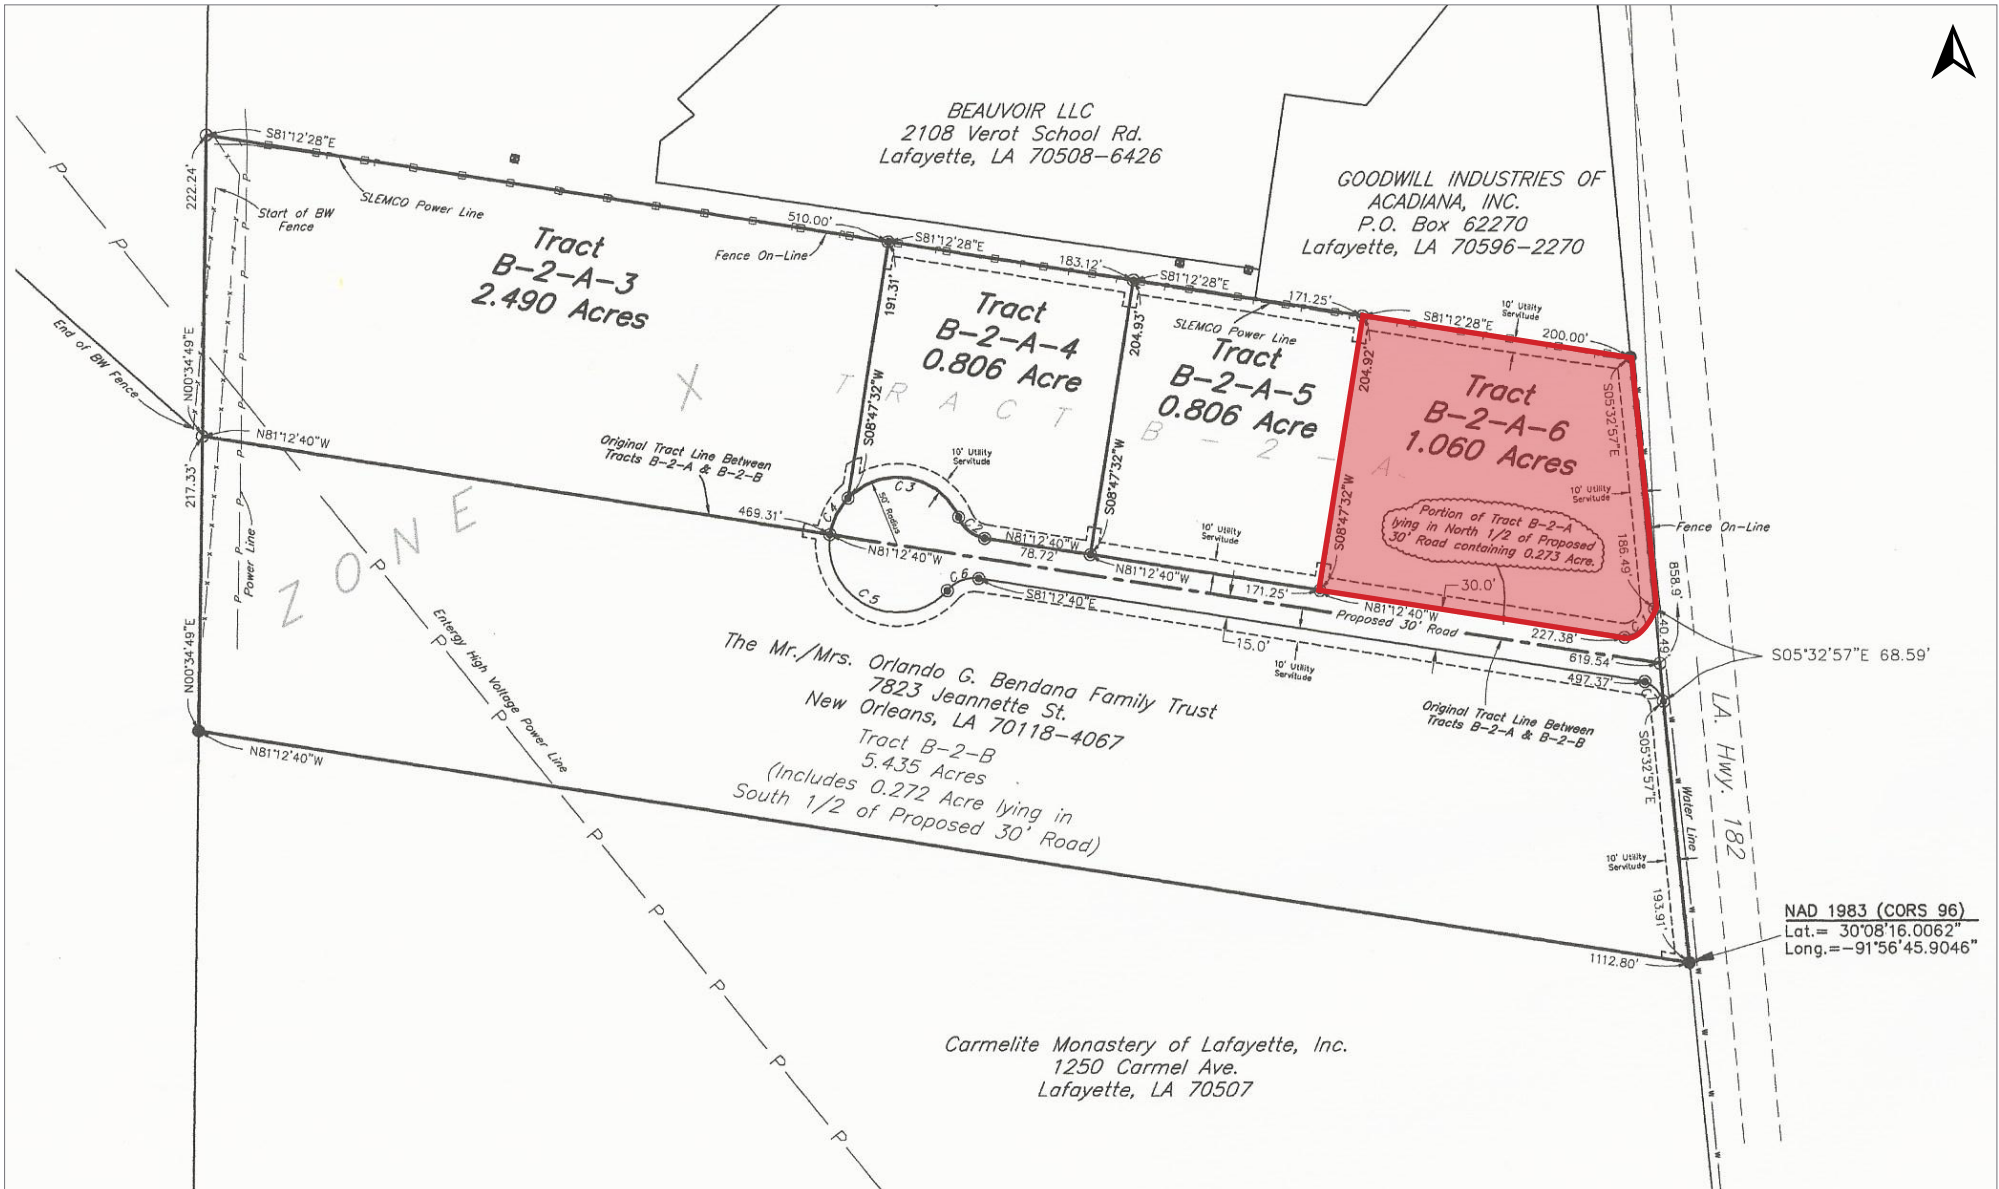 BEAUVOIR LLC
2108 Verot School Rd.
Lafayette, LA 70508-6426
GOODWILL INDUSTRIES OF
ACADIANA, INC.
P.O. Box 62270
Lafayette, LA 70596-2270
S81°12'28"E
222.24'
SLEMCO Power Line
Start of BW
Fence
510.00'
Fence On-Line
Tract
B-2-A-3
2.490 Acres
S81°12'28"E
183.12'
191.31'
S08°47'32"W
Tract
B-2-A-4
0.806 Acre
S81°12'28"E
171.25'
204.93'
S08°47'32"W
SLEMCO Power Line
Tract
B-2-A-5
0.806 Acre
S81°12'28"E
10' Utility
Servitude
200.00'
204.92'
S08°47'32"W
Tract
B-2-A-6
1.060 Acres
S05°32'57"E
10' Utility
Servitude
Portion of Tract B-2-A
lying in North 1/2 of Proposed
30' Road containing 0.273 Acre.
186.49'
Fence On-Line
858.9'
TRACT B-2-A
ZONE X
End of BW Fence
N00°34'49"E
N81°12'40"W
217.33'
Power Line
Original Tract Line Between
Tracts B-2-A & B-2-B
469.31'
C4
C3
50' Radius
10' Utility
Servitude
N81°12'40"W
N81°12'40"W
78.72'
N81°12'40"W
10' Utility
Servitude
171.25'
30.0'
N81°12'40"W
Proposed 30' Road
227.38'
619.54'
497.37'
40.49'
S05°32'57"E 68.59'
C5
C6
S81°12'40"E
15.0'
10' Utility
Servitude
Original Tract Line Between
Tracts B-2-A & B-2-B
N00°34'49"E
N81°12'40"W
Entergy High Voltage Power Line
The Mr./Mrs. Orlando G. Bendana Family Trust
7823 Jeannette St.
New Orleans, LA 70118-4067
Tract B-2-B
5.435 Acres
(Includes 0.272 Acre lying in
South 1/2 of Proposed 30' Road)
S05°32'57"E
LA. Hwy. 182
Water Line
10' Utility
Servitude
193.91'
1112.80'
NAD 1983 (CORS 96)
Lat.= 30°08'16.0062"
Long.=-91°56'45.9046"
Carmelite Monastery of Lafayette, Inc.
1250 Carmel Ave.
Lafayette, LA 70507